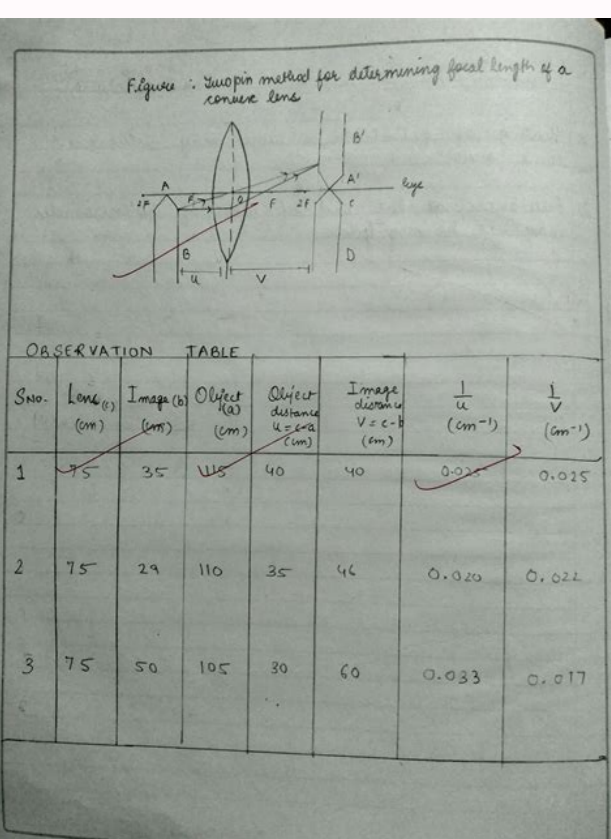 Figure : Two pin method for determining focal length of a
convex lens
B'
A
A'
eye
2F
F
O
F
2F
C
B
D
u
V
OBSERVATION TABLE
SNO. Lens(c) (cm) Image (b) (cm) Object (a) (cm) Object distance u = c-a (cm) Image distance V = c-b (cm) 1/u (cm-1) 1/V (cm-1)
1 75 35 115 40 40 0.025 0.025
2 75 29 110 35 46 0.020 0.022
3 75 50 105 30 60 0.033 0.017